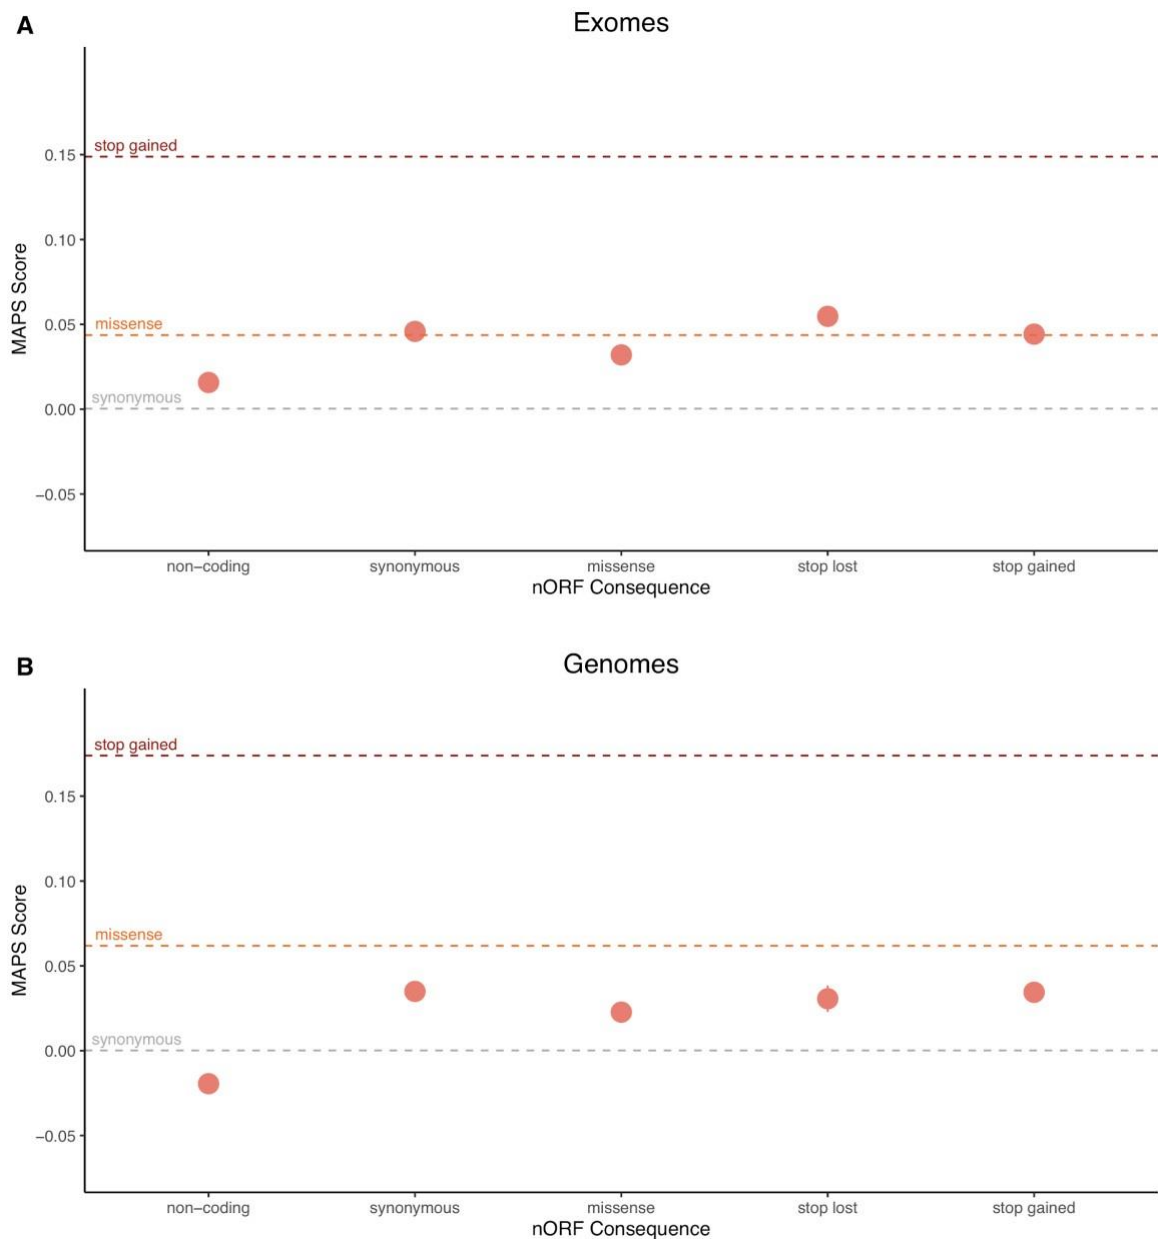 A
Exomes
MAPS Score
stop gained
0.15
0.10
missense
0.05
synonymous
0.00
−0.05
non−coding synonymous missense stop lost stop gained
nORF Consequence
B
Genomes
MAPS Score
stop gained
0.15
0.10
missense
0.05
synonymous
0.00
−0.05
non−coding synonymous missense stop lost stop gained
nORF Consequence